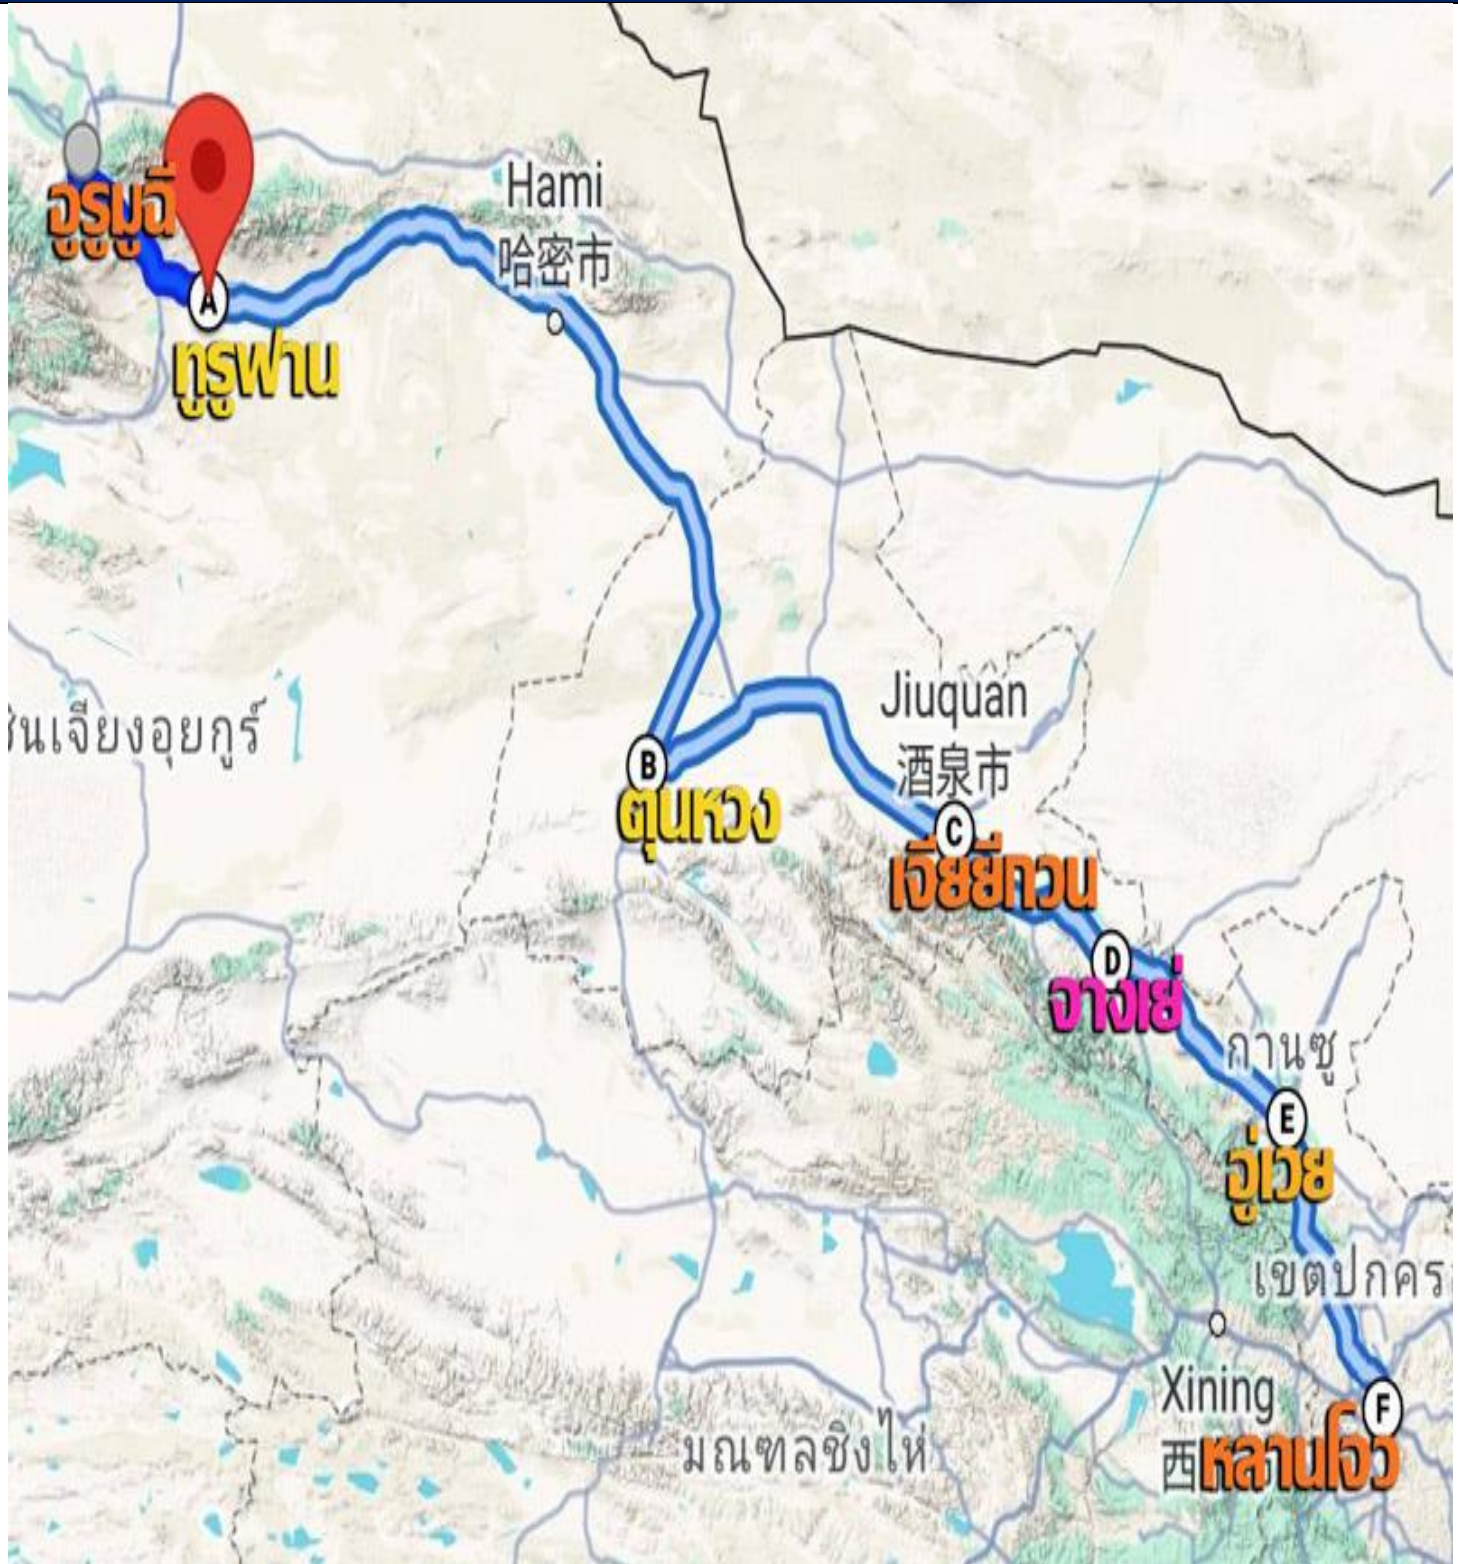 Hami
哈密市
อูรูมูฉี
A
ทูรูฟาน
Jiuquan
酒泉市
ซินเจียงอุยกูร์
B
ตุนหวง
C
เจียยี่กวน
D
จางเย่
กานซู
E
อู่เวย
เขตปกคร
Xining
西
F
หลานโจว
มณฑลชิงไห่